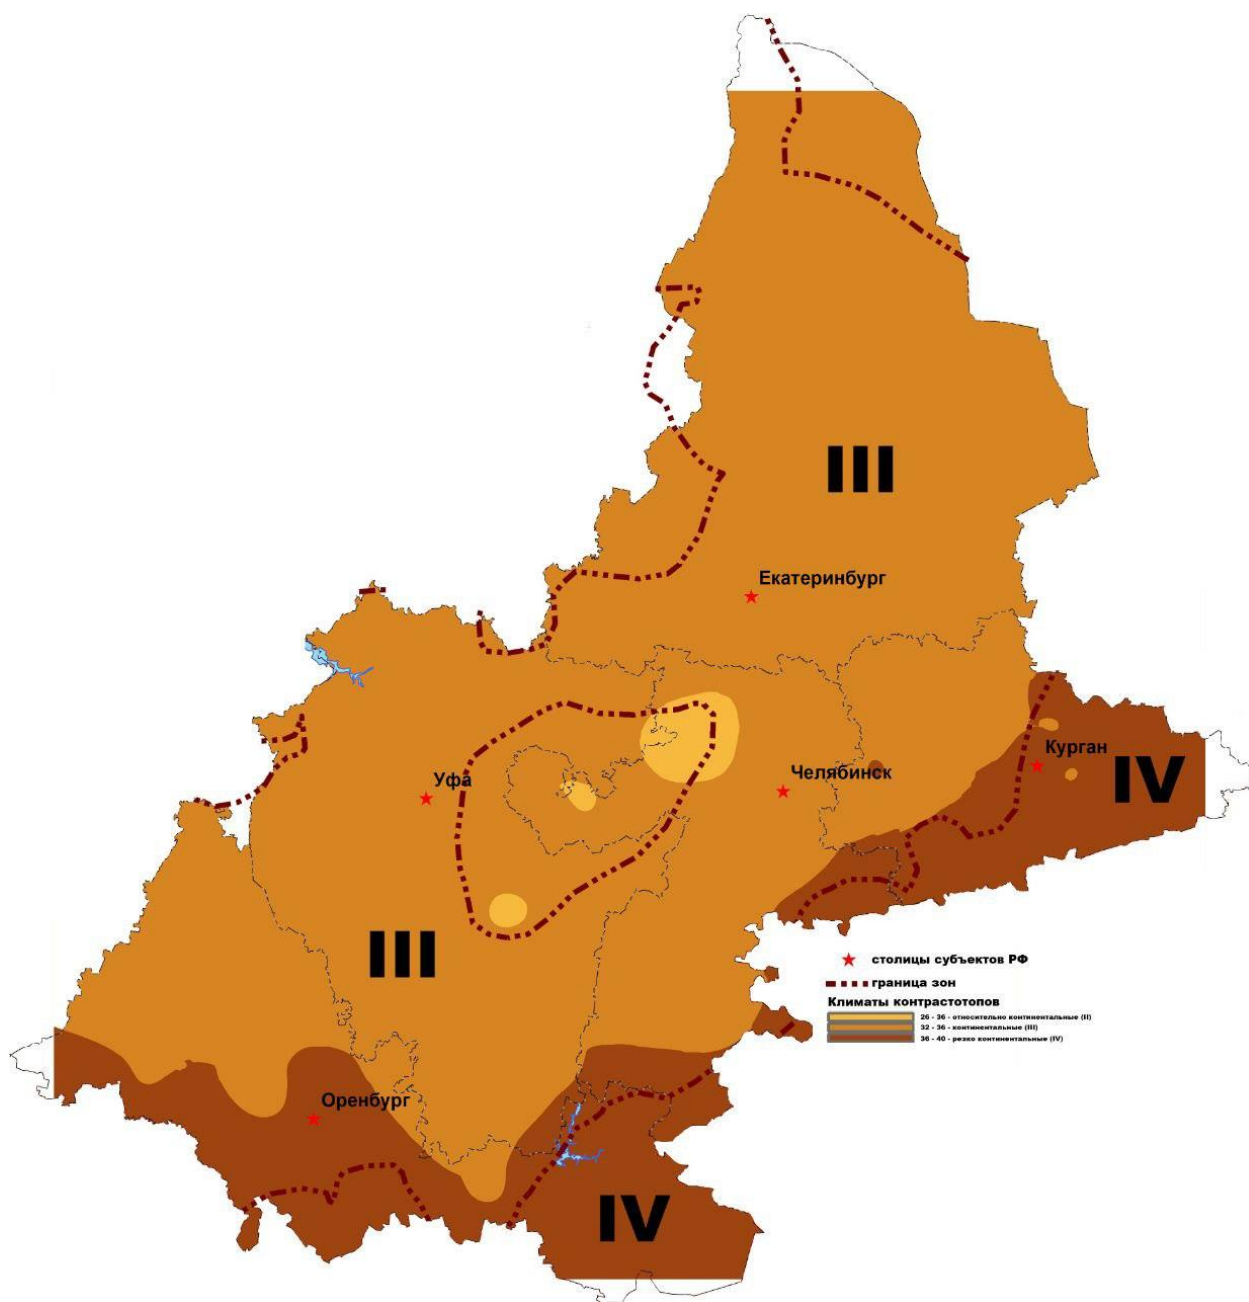 III
Екатеринбург
Курган
Уфа
Челябинск
IV
III
столицы субъектов РФ
граница зон
Климаты контрастотопов
26 - 36 - относительно континентальные (II)
32 - 36 - континентальные (III)
36 - 40 - резко континентальные (IV)
Оренбург
IV